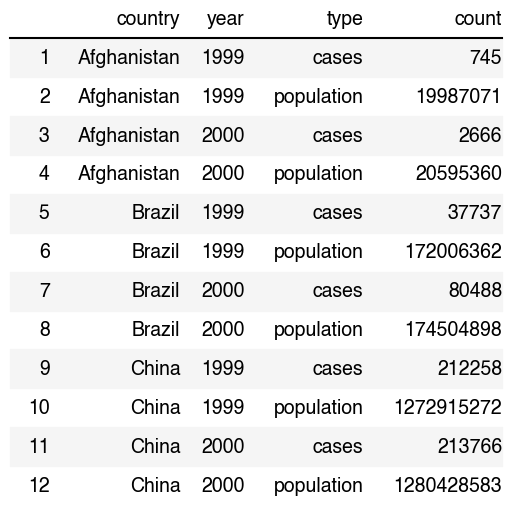 country year type count
1 Afghanistan 1999 cases 745
2 Afghanistan 1999 population 19987071
3 Afghanistan 2000 cases 2666
4 Afghanistan 2000 population 20595360
5 Brazil 1999 cases 37737
6 Brazil 1999 population 172006362
7 Brazil 2000 cases 80488
8 Brazil 2000 population 174504898
9 China 1999 cases 212258
10 China 1999 population 1272915272
11 China 2000 cases 213766
12 China 2000 population 1280428583